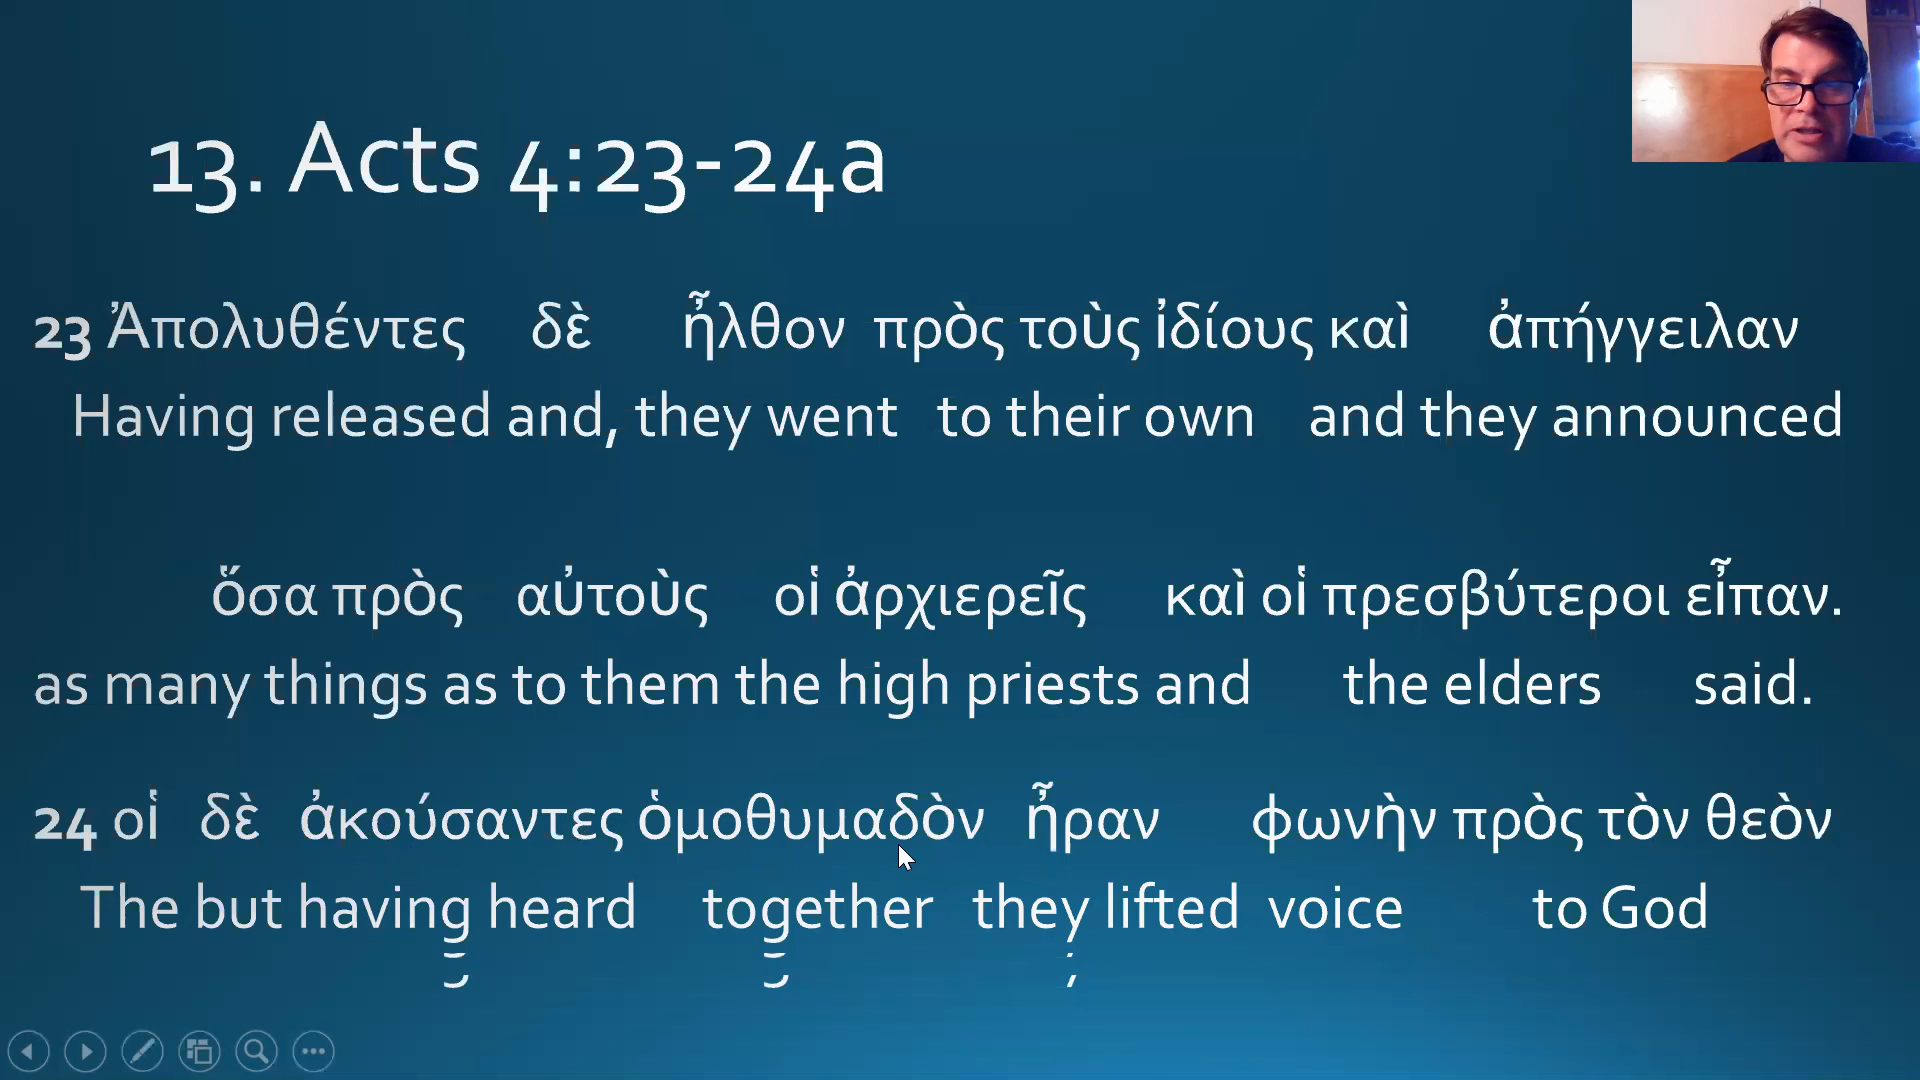 13. Acts 4:23-24a
23 Ἀπολυθέντες δὲ ἦλθον πρὸς τοὺς ἰδίους καὶ ἀπήγγειλαν
Having released and, they went to their own and they announced
ὅσα πρὸς αὐτοὺς οἱ ἀρχιερεῖς καὶ οἱ πρεσβύτεροι εἶπαν.
as many things as to them the high priests and the elders said.
24 οἱ δὲ ἀκούσαντες ὁμοθυμαδὸν ἦραν φωνὴν πρὸς τὸν θεὸν
The but having heard together they lifted voice to God